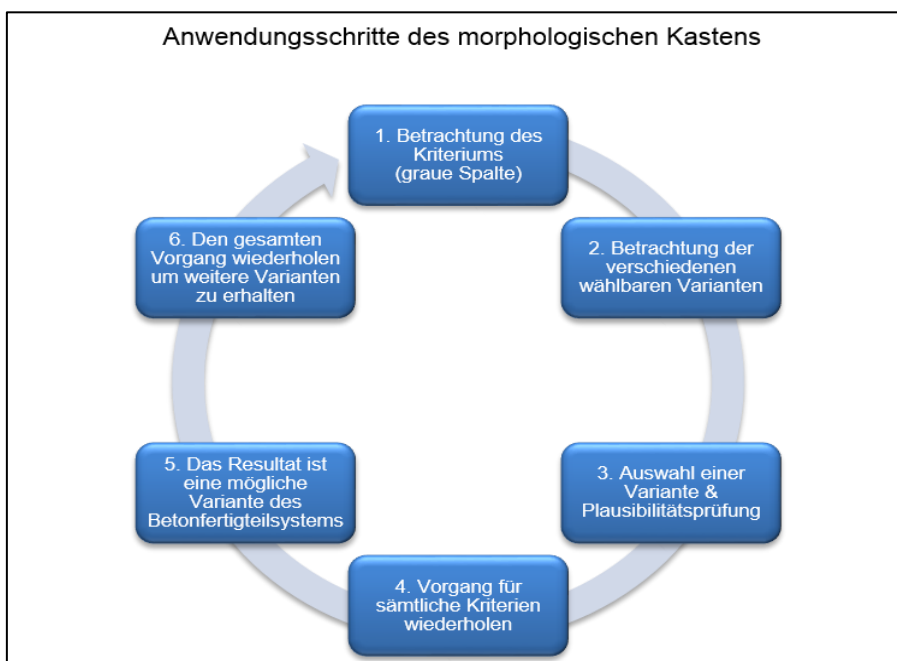 Anwendungsschritte des morphologischen Kastens
1. Betrachtung des
Kriteriums
(graue Spalte)
2. Betrachtung der
verschiedenen
wählbaren Varianten
3. Auswahl einer
Variante &
Plausibilitätsprüfung
4. Vorgang für
sämtliche Kriterien
wiederholen
5. Das Resultat ist
eine mögliche
Variante des
Betonfertigteilsystems
6. Den gesamten
Vorgang wiederholen
um weitere Varianten
zu erhalten